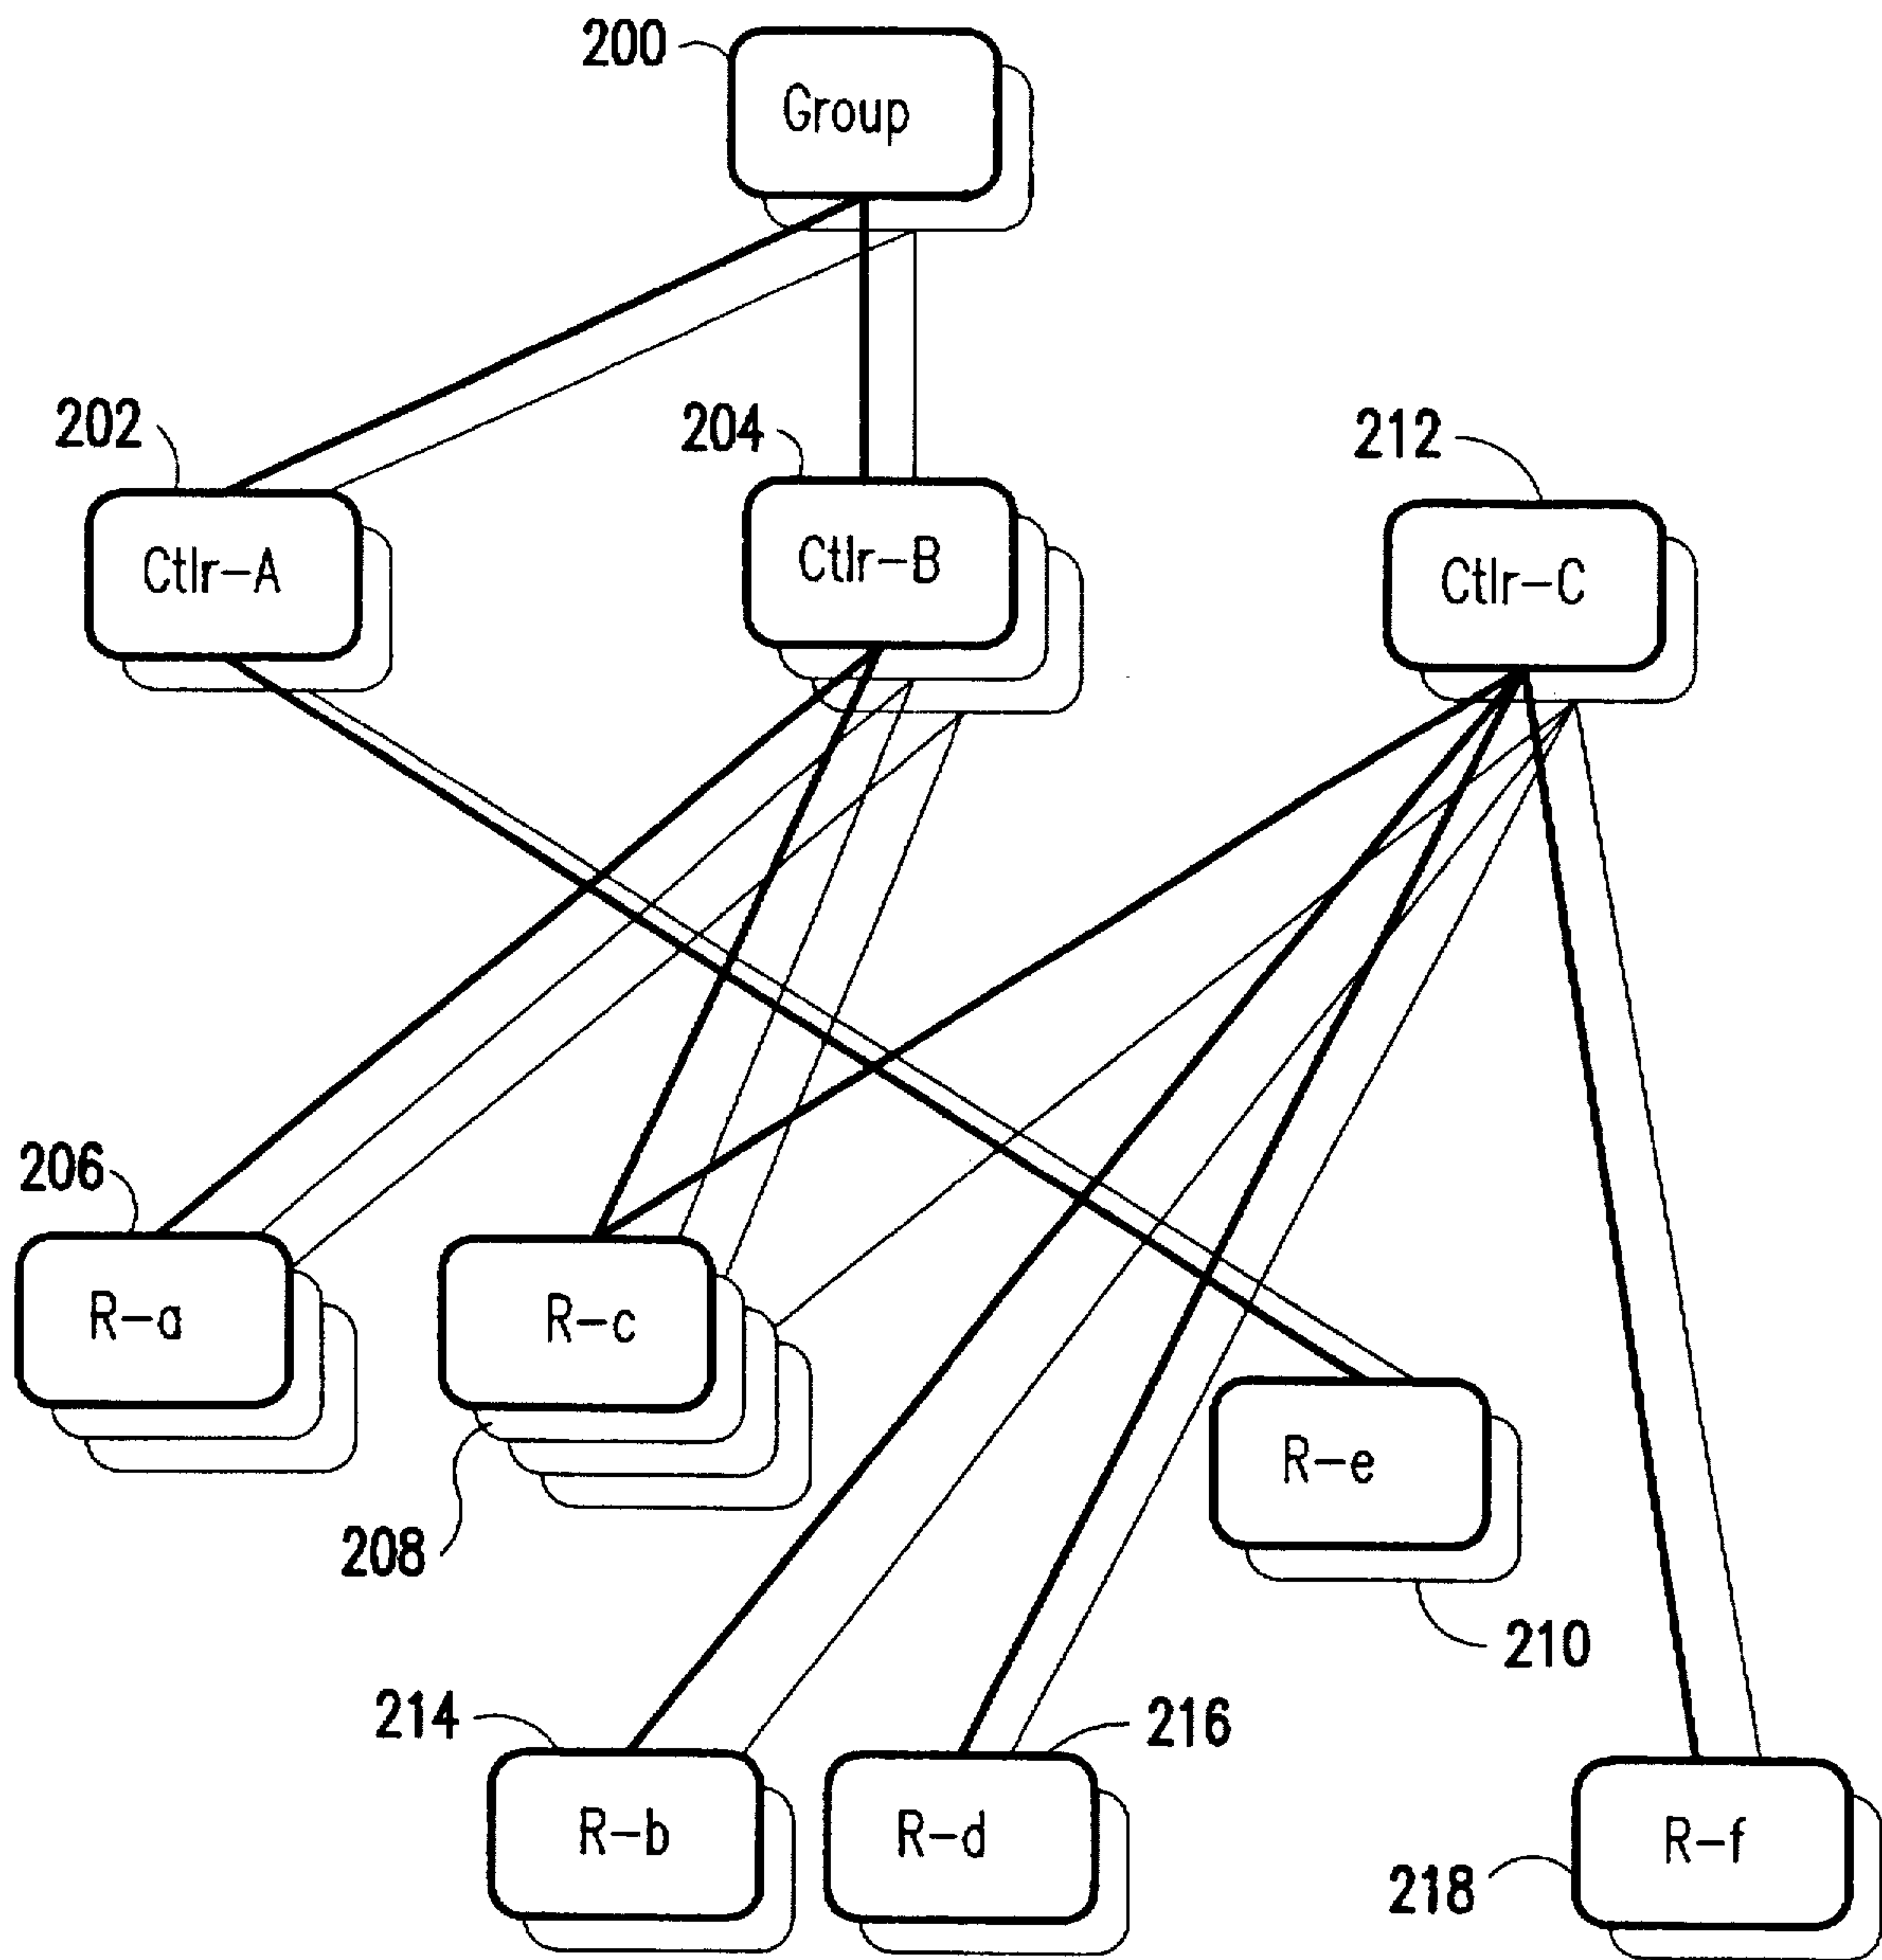 200
Group
202
204
212
Ctlr-A
Ctlr-B
Ctlr-C
206
R-a
R-c
R-e
208
210
214
216
R-b
R-d
R-f
218